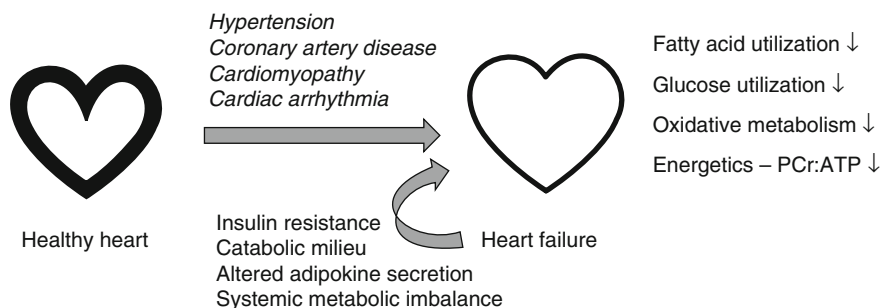 Hypertension
Coronary artery disease
Cardiomyopathy
Cardiac arrhythmia
Fatty acid utilization ↓
Glucose utilization ↓
Oxidative metabolism ↓
Energetics – PCr:ATP ↓
Healthy heart
Insulin resistance
Catabolic milieu
Altered adipokine secretion
Systemic metabolic imbalance
Heart failure